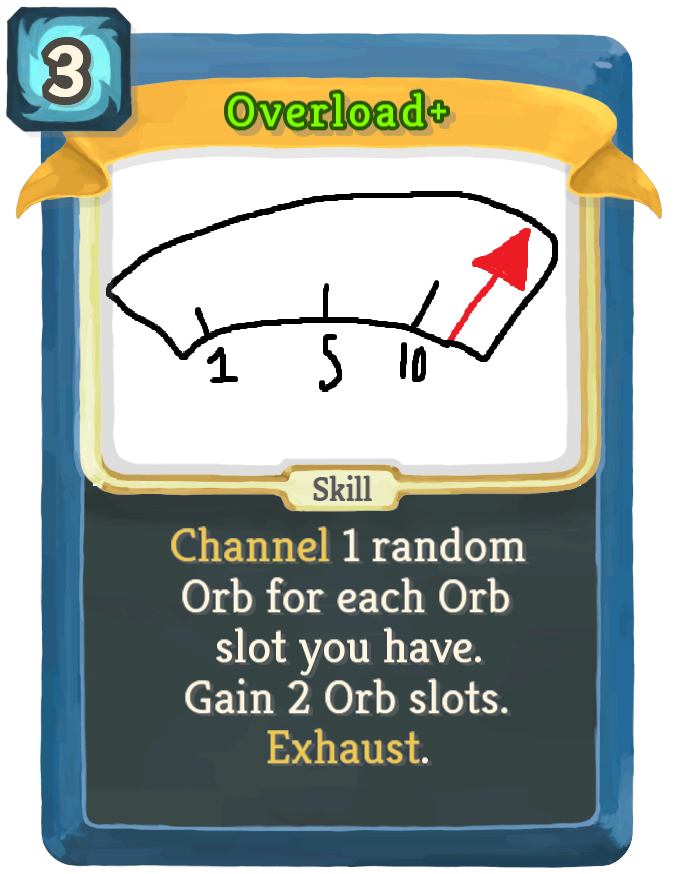 3
Overload+
1 5 10
Skill
Channel 1 random
Orb for each Orb
slot you have.
Gain 2 Orb slots.
Exhaust.